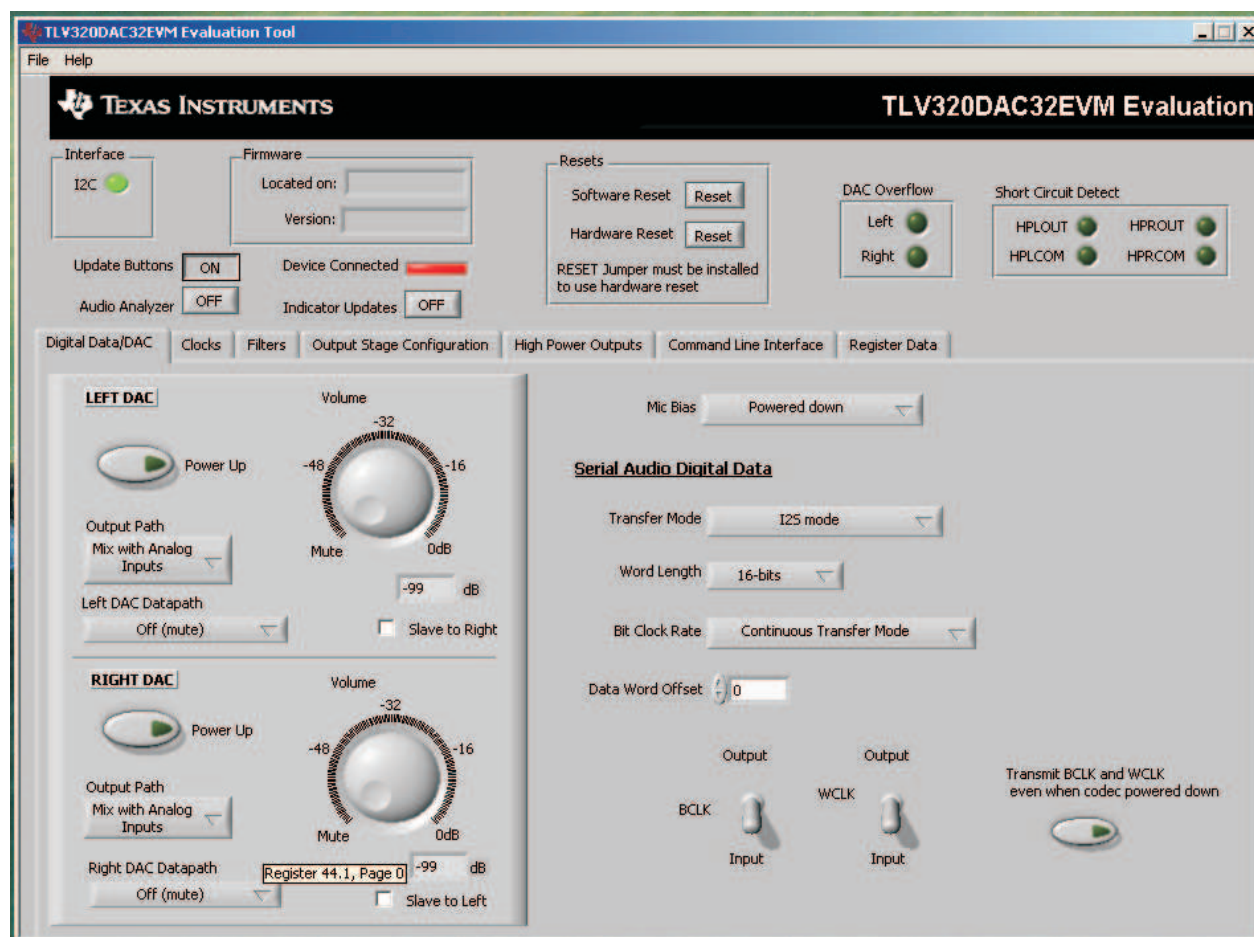 TLV320DAC32EVM Evaluation Tool
File Help
TEXAS INSTRUMENTS
TLV320DAC32EVM Evaluation
Interface
I2C
Firmware
Located on:
Version:
Resets
Software Reset Reset
Hardware Reset Reset
RESET Jumper must be installed
to use hardware reset
DAC Overflow
Left
Right
Short Circuit Detect
HPLOUT HPROUT
HPLCOM HPRCOM
Update Buttons ON
Device Connected
Audio Analyzer OFF
Indicator Updates OFF
Digital Data/DAC Clocks Filters Output Stage Configuration High Power Outputs Command Line Interface Register Data
LEFT DAC
Volume
-32
-48 -16
Power Up
Mute 0dB
Output Path
Mix with Analog
Inputs
-99 dB
Left DAC Datapath
Off (mute)
Slave to Right
RIGHT DAC
Volume
-32
-48 -16
Power Up
Mute 0dB
Output Path
Mix with Analog
Inputs
Right DAC Datapath
Register 44.1, Page 0
-99 dB
Off (mute)
Slave to Left
Mic Bias Powered down
Serial Audio Digital Data
Transfer Mode I2S mode
Word Length 16-bits
Bit Clock Rate Continuous Transfer Mode
Data Word Offset 0
Output Output
BCLK WCLK
Input Input
Transmit BCLK and WCLK
even when codec powered down